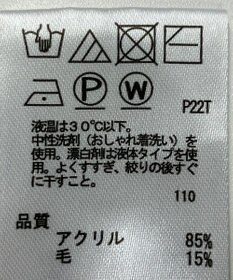 P
W
P22T
液温は30℃以下。
中性洗剤(おしゃれ着洗い)を
使用。漂白剤は液体タイプを使
用。よくすすぎ、絞りの後すぐ
に干すこと。
110
品質
アクリル 85%
毛 15%